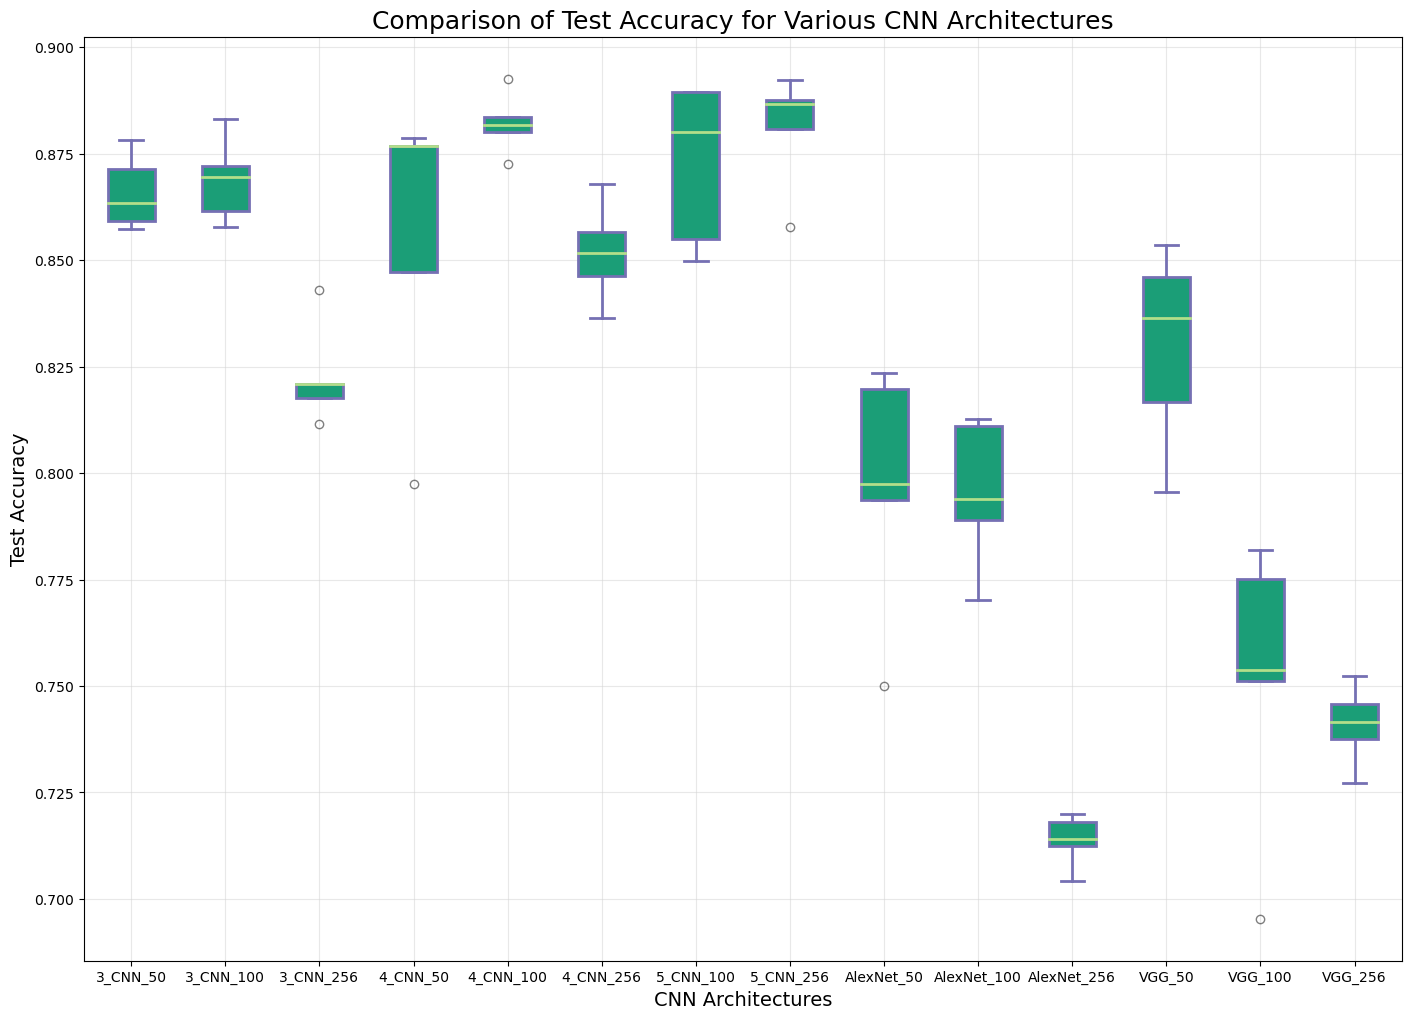 Comparison of Test Accuracy for Various CNN Architectures
0.900
0.875
0.850
0.825
0.800
0.775
0.750
0.725
0.700
Test Accuracy
3_CNN_50 3_CNN_100 3_CNN_256 4_CNN_50 4_CNN_100 4_CNN_256 5_CNN_100 5_CNN_256 AlexNet_50 AlexNet_100 AlexNet_256 VGG_50 VGG_100 VGG_256
CNN Architectures